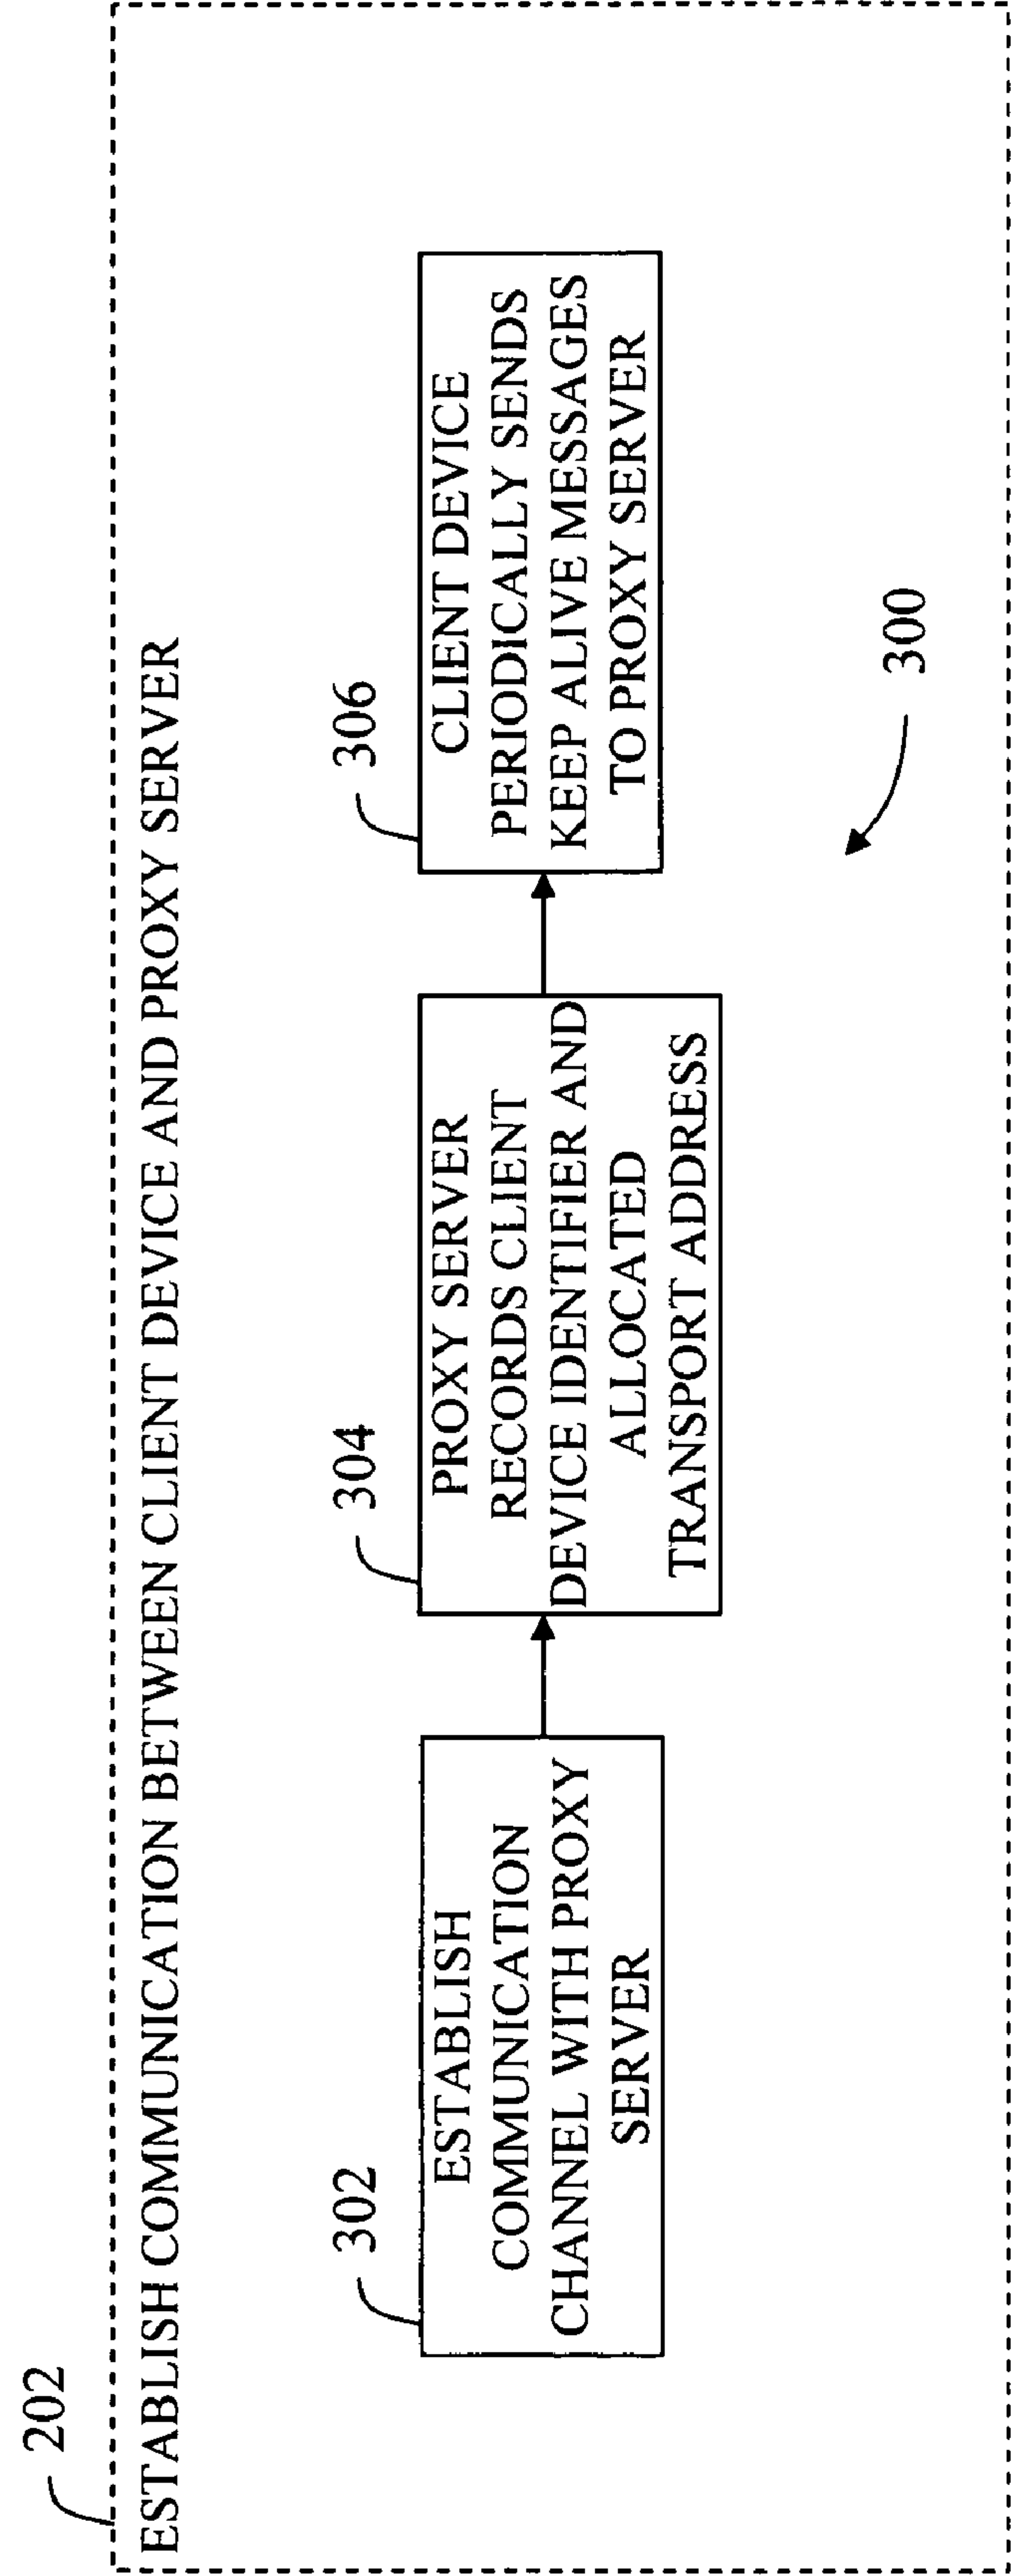 202
ESTABLISH COMMUNICATION BETWEEN CLIENT DEVICE AND PROXY SERVER
302
ESTABLISH
COMMUNICATION
CHANNEL WITH PROXY
SERVER
304
PROXY SERVER
RECORDS CLIENT
DEVICE IDENTIFIER AND
ALLOCATED
TRANSPORT ADDRESS
306
CLIENT DEVICE
PERIODICALLY SENDS
KEEP ALIVE MESSAGES
TO PROXY SERVER
300